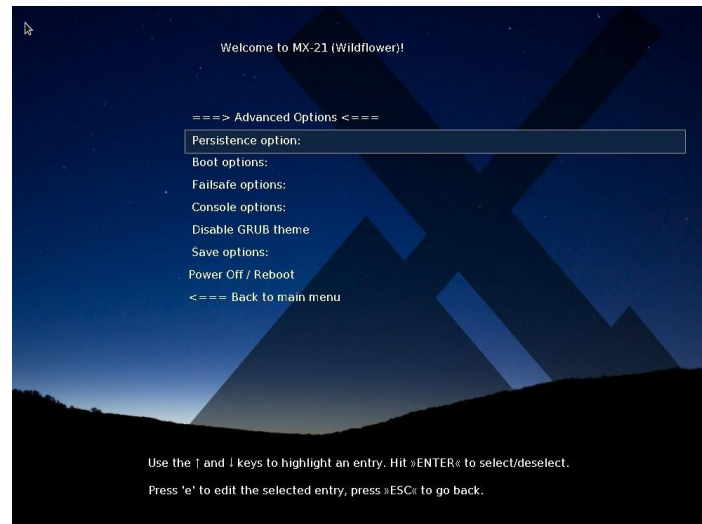 Welcome to MX-21 (Wildflower)!
===> Advanced Options <===
Persistence option:
Boot options:
Failsafe options:
Console options:
Disable GRUB theme
Save options:
Power Off / Reboot
<=== Back to main menu
Use the ↑ and ↓ keys to highlight an entry. Hit »ENTER« to select/deselect.
Press 'e' to edit the selected entry, press »ESC« to go back.